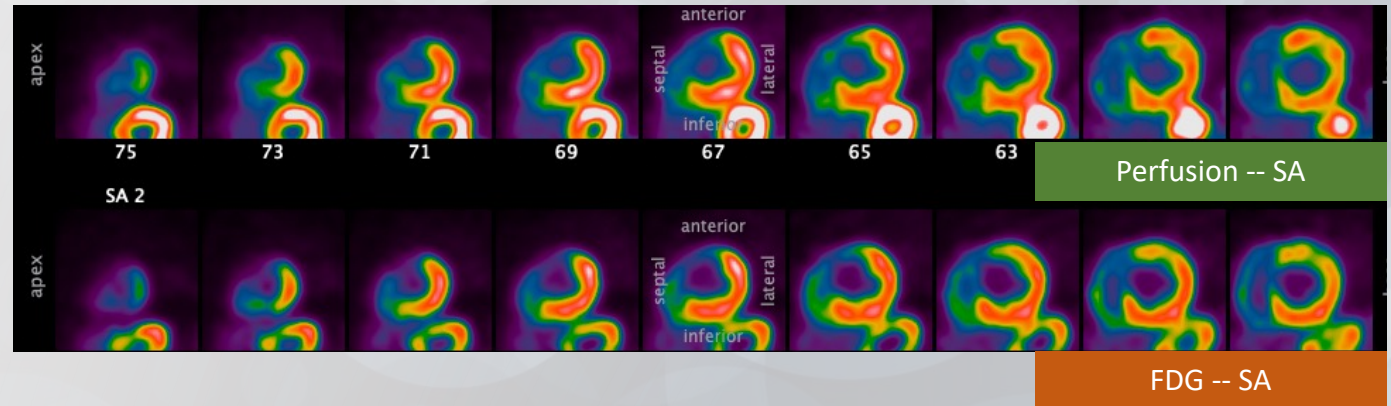 anterior
apex
septal
lateral
inferior
75 73 71 69 67 65 63
Perfusion -- SA
SA 2
anterior
apex
septal
lateral
inferior
FDG -- SA